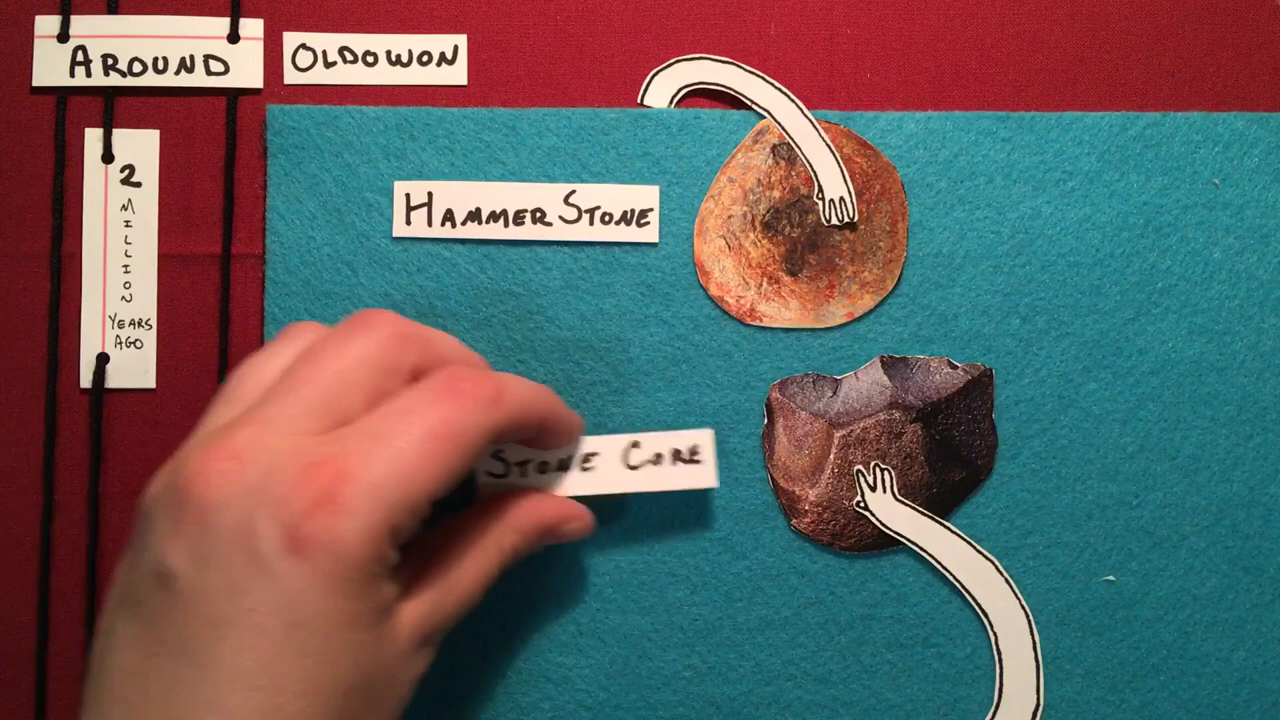 AROUND
OLDOWON
2
MILLION
YEARS
AGO
HAMMER STONE
STONE CORE